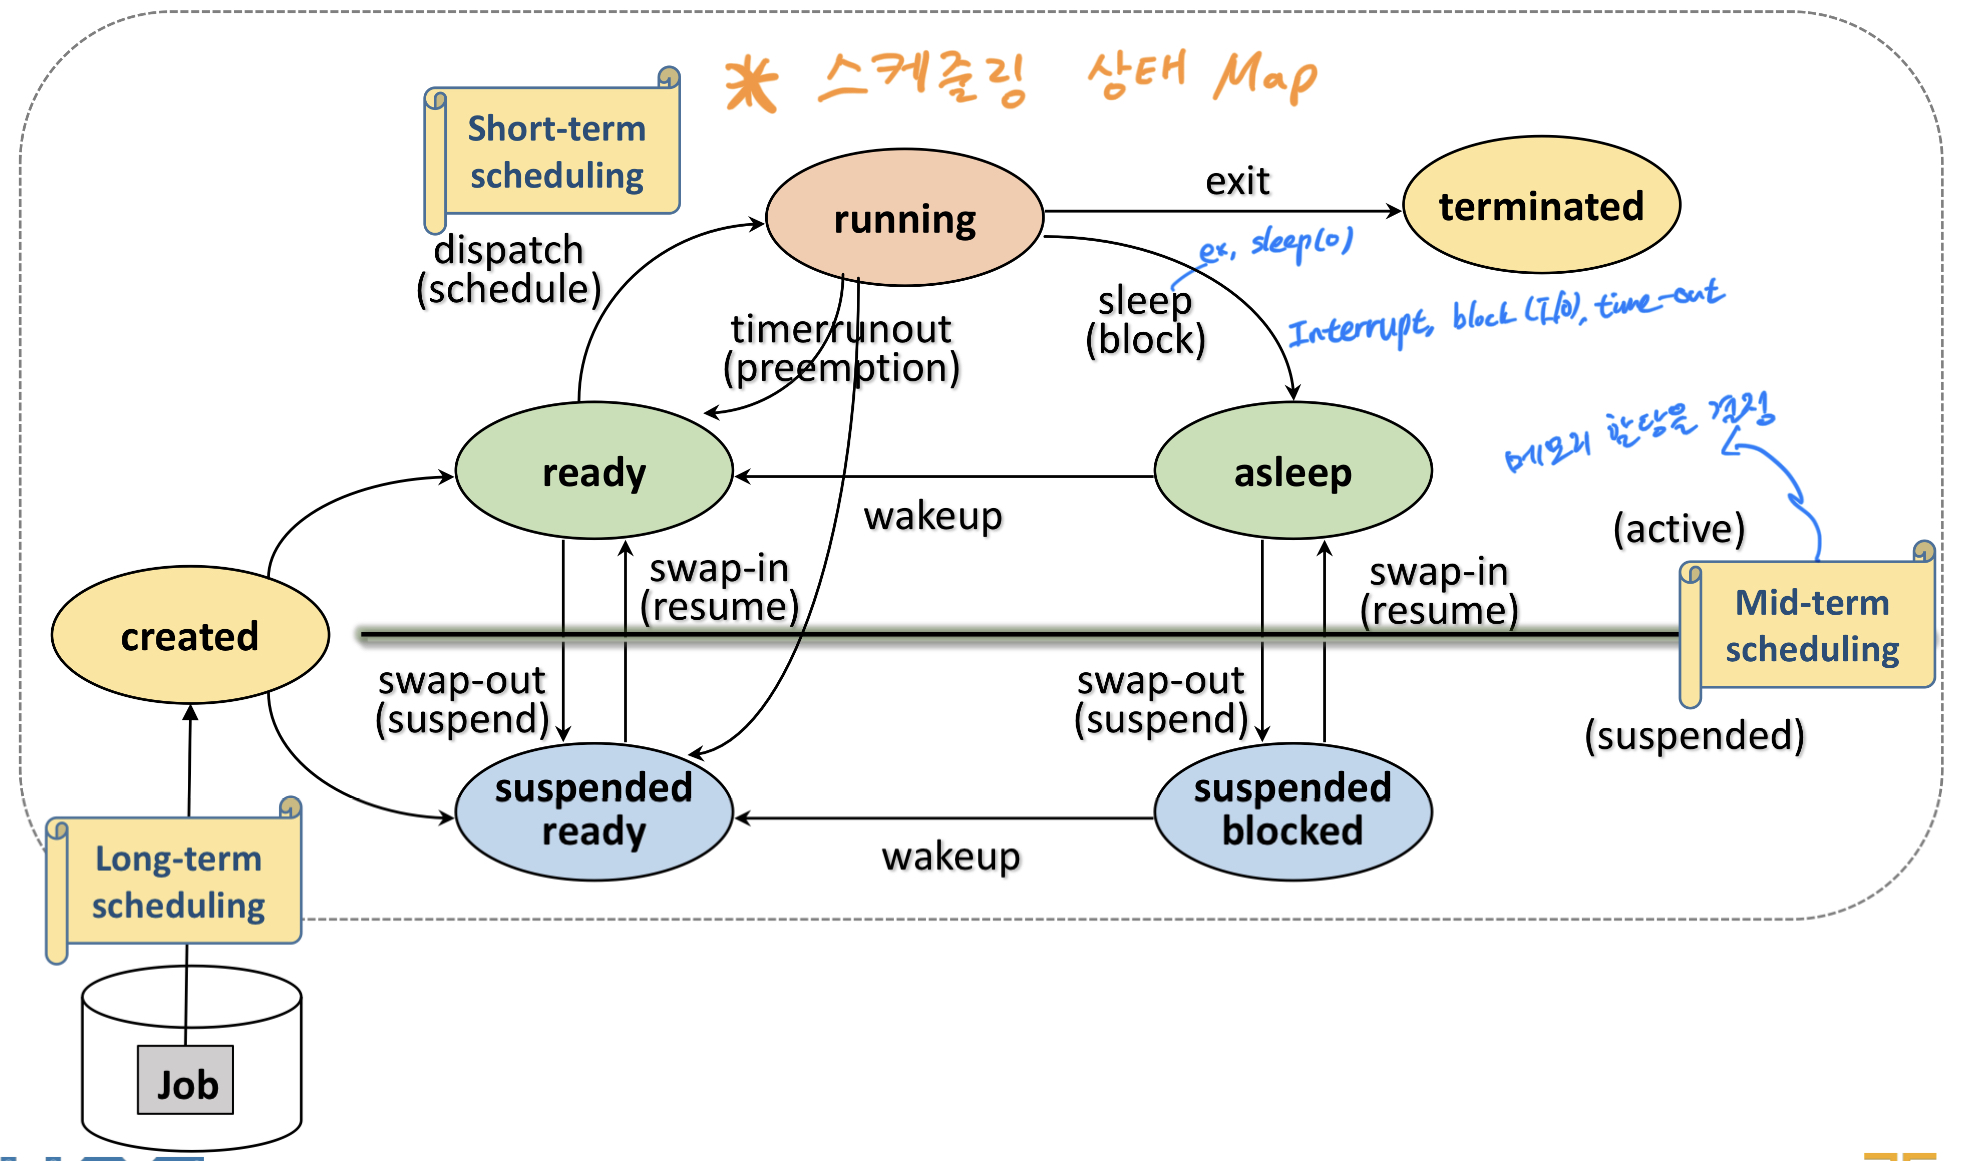 * 스케줄링 상태 Map
Short-term
scheduling
dispatch
(schedule)
running
exit
terminated
ex, sleep(0)
sleep
(block)
Interrupt, block (I/O), time-out
timerrunout
(preemption)
ready
asleep
wakeup
메모리 할당을 결정
(active)
Mid-term
scheduling
(suspended)
swap-in
(resume)
swap-in
(resume)
created
swap-out
(suspend)
swap-out
(suspend)
suspended
ready
suspended
blocked
wakeup
Long-term
scheduling
Job